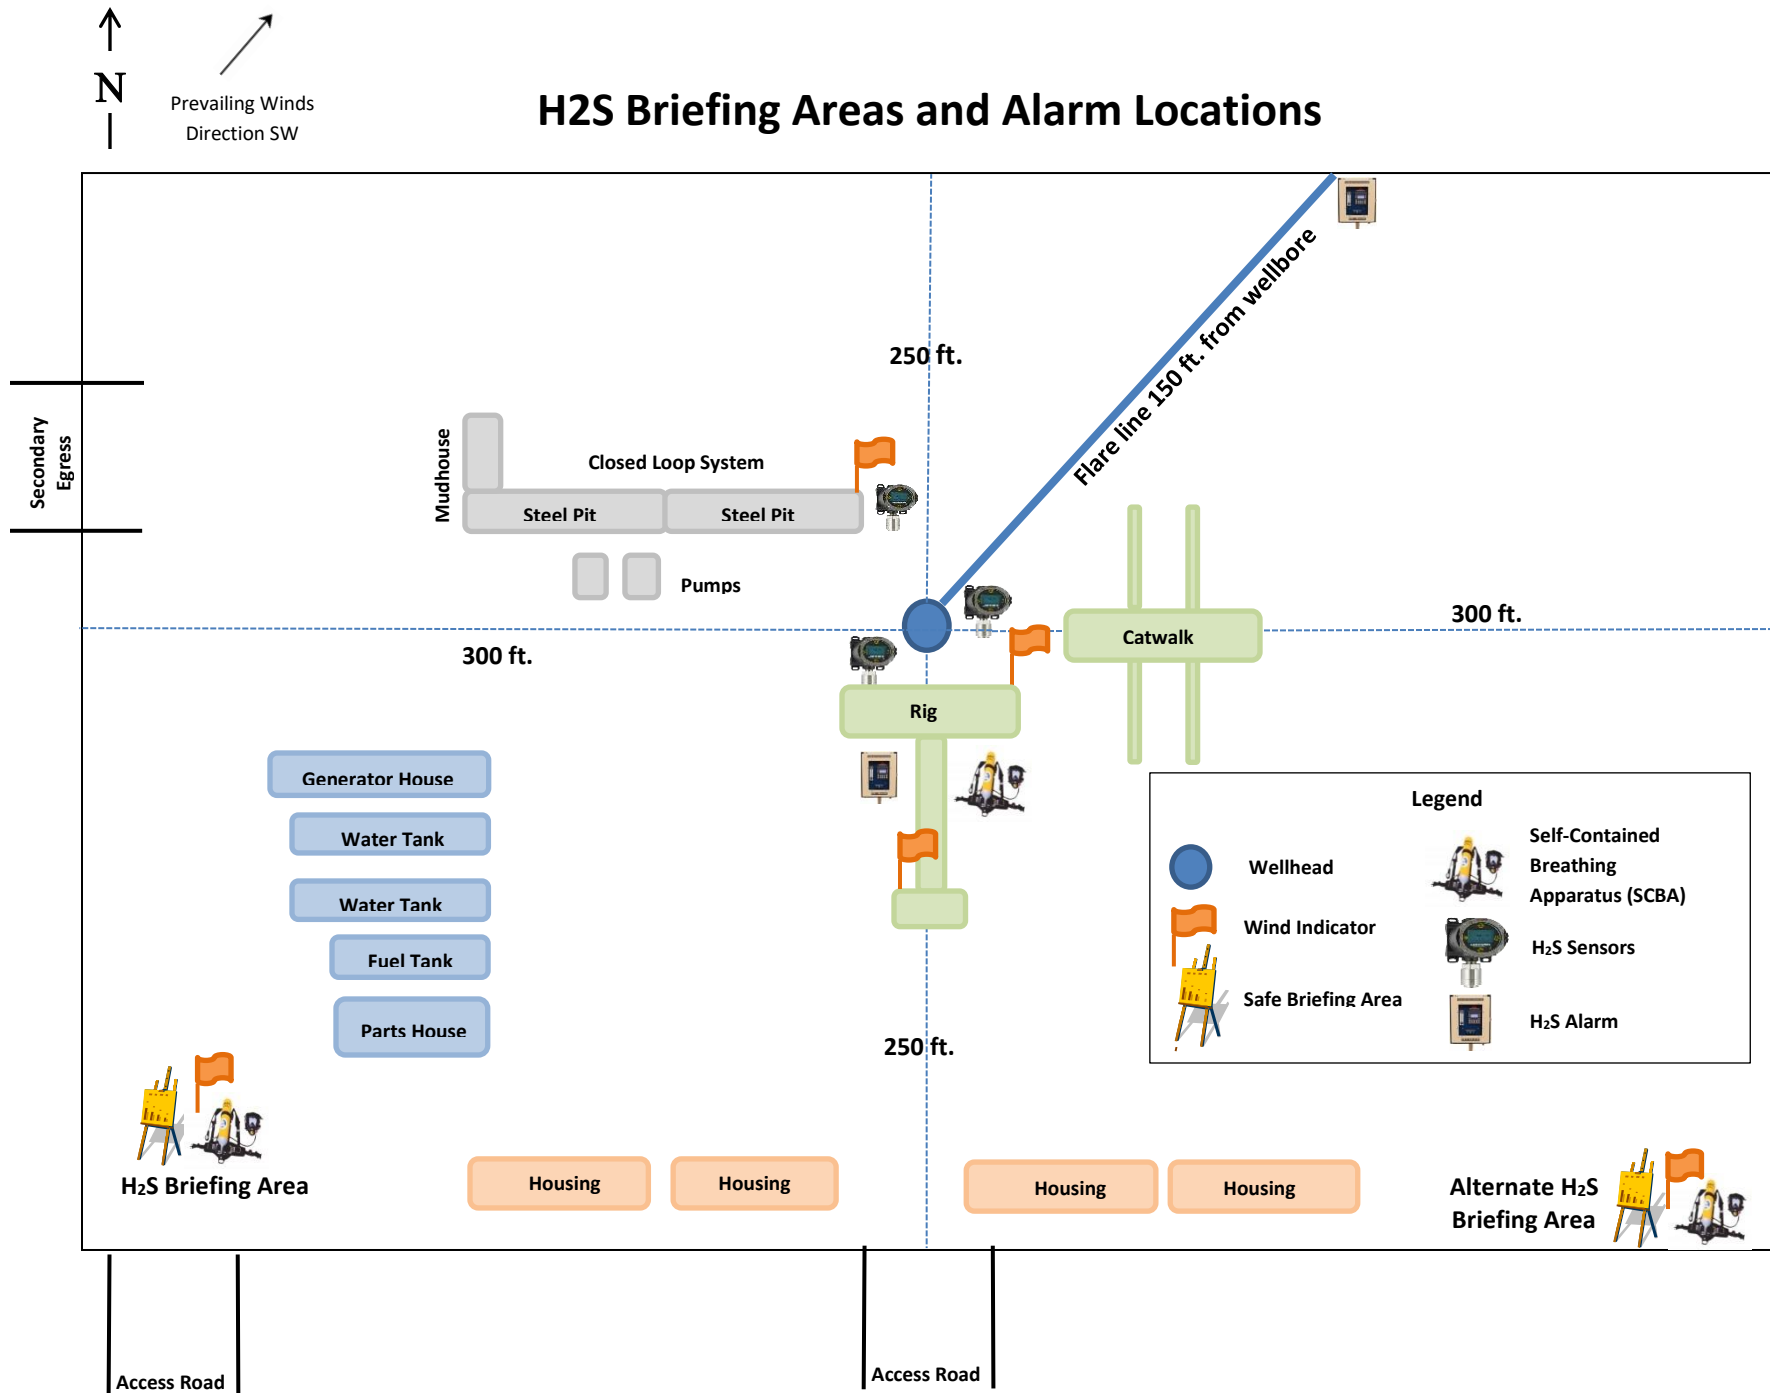 N
Prevailing Winds
Direction SW
H2S Briefing Areas and Alarm Locations
250 ft.
Flare line 150 ft. from wellbore
Secondary
Egress
Mudhouse
Closed Loop System
Steel Pit
Steel Pit
Pumps
300 ft.
Catwalk
300 ft.
Rig
Generator House
Water Tank
Water Tank
Fuel Tank
Parts House
250 ft.
Legend
Wellhead
Wind Indicator
Safe Briefing Area
Self-Contained
Breathing
Apparatus (SCBA)
H₂S Sensors
H₂S Alarm
H₂S Briefing Area
Housing
Housing
Housing
Housing
Alternate H₂S
Briefing Area
Access Road
Access Road